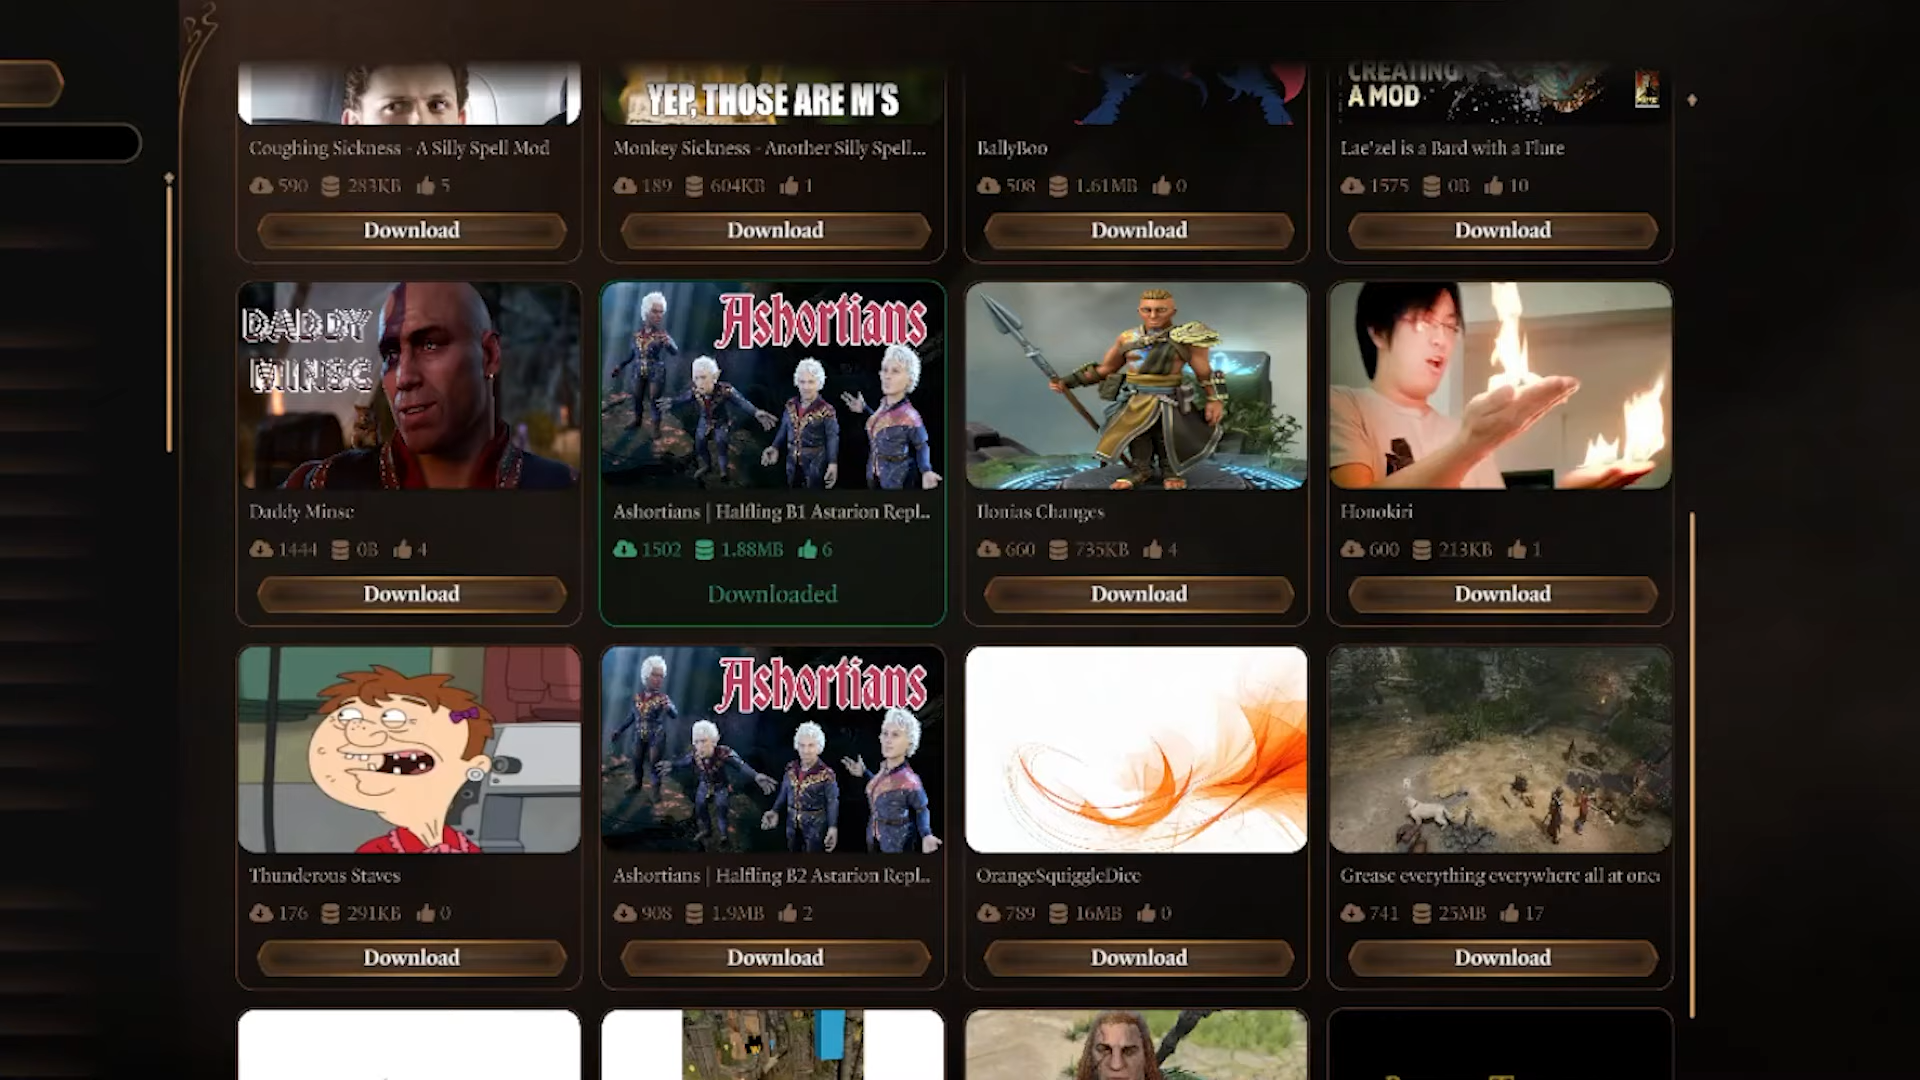 YEP, THOSE ARE M'S
CREATING
A MOD
Coughing Sickness - A Silly Spell Mod
590 283KB 5
Download
Monkey Sickness - Another Silly Spell...
189 604KB 1
Download
BallyBoo
508 1.61MB 0
Download
Lae'zel is a Bard with a Flute
1575 0B 10
Download
DADDY
MINSC
Daddy Minsc
1444 0B 4
Download
Ashortians
Ashortians | Halfling B1 Astarion Repl..
1502 1.88MB 6
Downloaded
Ilonias Changes
660 735KB 4
Download
Honokiri
600 213KB 1
Download
Thunderous Staves
176 291KB 0
Download
Ashortians
Ashortians | Halfling B2 Astarion Repl..
908 1.9MB 2
Download
OrangeSquiggleDice
789 16MB 0
Download
Grease everything everywhere all at once
741 25MB 17
Download